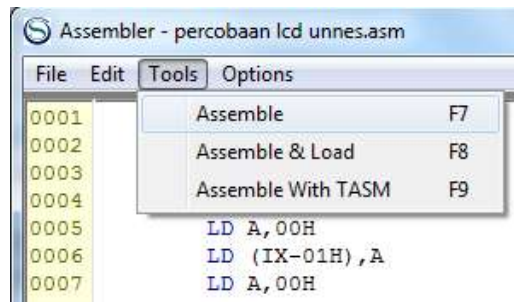 Assembler - percobaan lcd unnes.asm
File Edit Tools Options
0001
Assemble F7
0002
Assemble & Load F8
0003
Assemble With TASM F9
0004
0005 LD A,00H
0006 LD (IX-01H),A
0007 LD A,00H